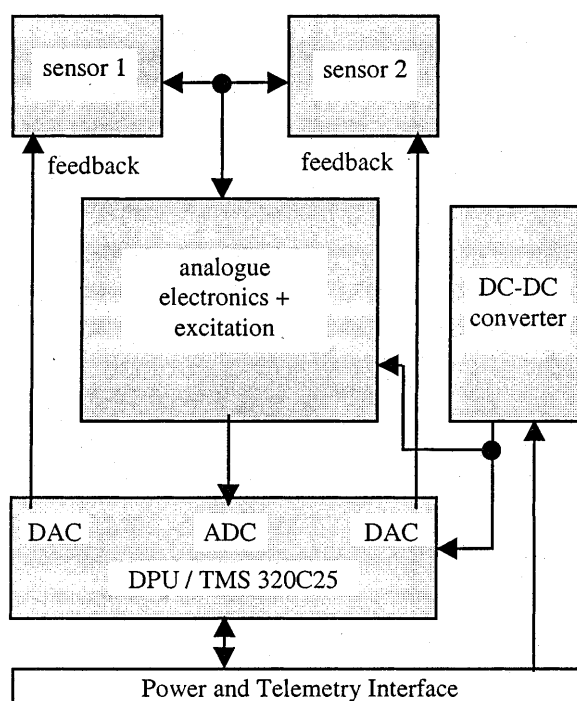 sensor 1
sensor 2
feedback
feedback
analogue
electronics +
excitation
DC-DC
converter
DAC
ADC
DAC
DPU / TMS 320C25
Power and Telemetry Interface